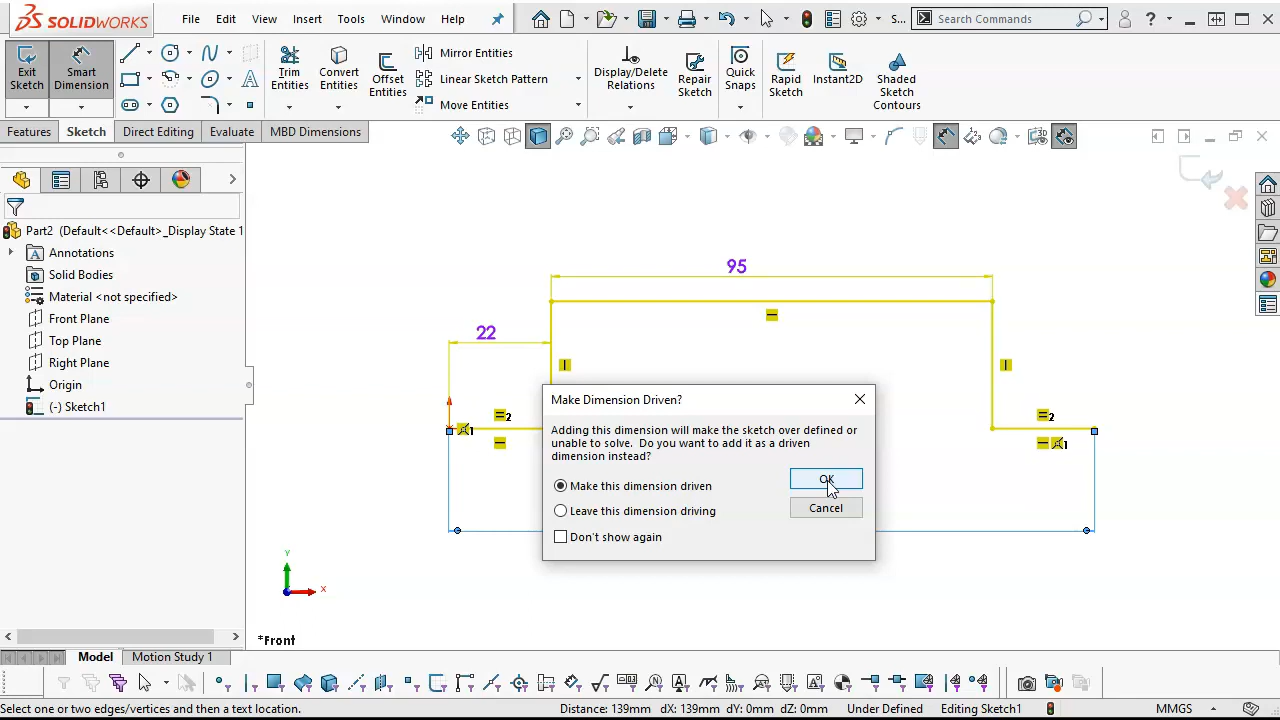 SOLIDWORKS
File Edit View Insert Tools Window Help
S...
Search Commands
Exit Sketch
Smart Dimension
Trim Entities
Convert Entities
Offset Entities
Mirror Entities
Linear Sketch Pattern
Move Entities
Display/Delete Relations
Repair Sketch
Quick Snaps
Rapid Sketch
Instant2D
Shaded Sketch Contours
Features Sketch Direct Editing Evaluate MBD Dimensions
Part2 (Default<<Default>_Display State 1
Annotations
Solid Bodies
Material <not specified>
Front Plane
Top Plane
Right Plane
Origin
(-) Sketch1
95
22
2
2
1
1
Make Dimension Driven?
Adding this dimension will make the sketch over defined or
unable to solve. Do you want to add it as a driven
dimension instead?
Make this dimension driven
OK
Leave this dimension driving
Cancel
Don't show again
Y
X
*Front
Model Motion Study 1
Select one or two edges/vertices and then a text location.
Distance: 139mm dX: 139mm dY: 0mm dZ: 0mm Under Defined Editing Sketch1 MMGS